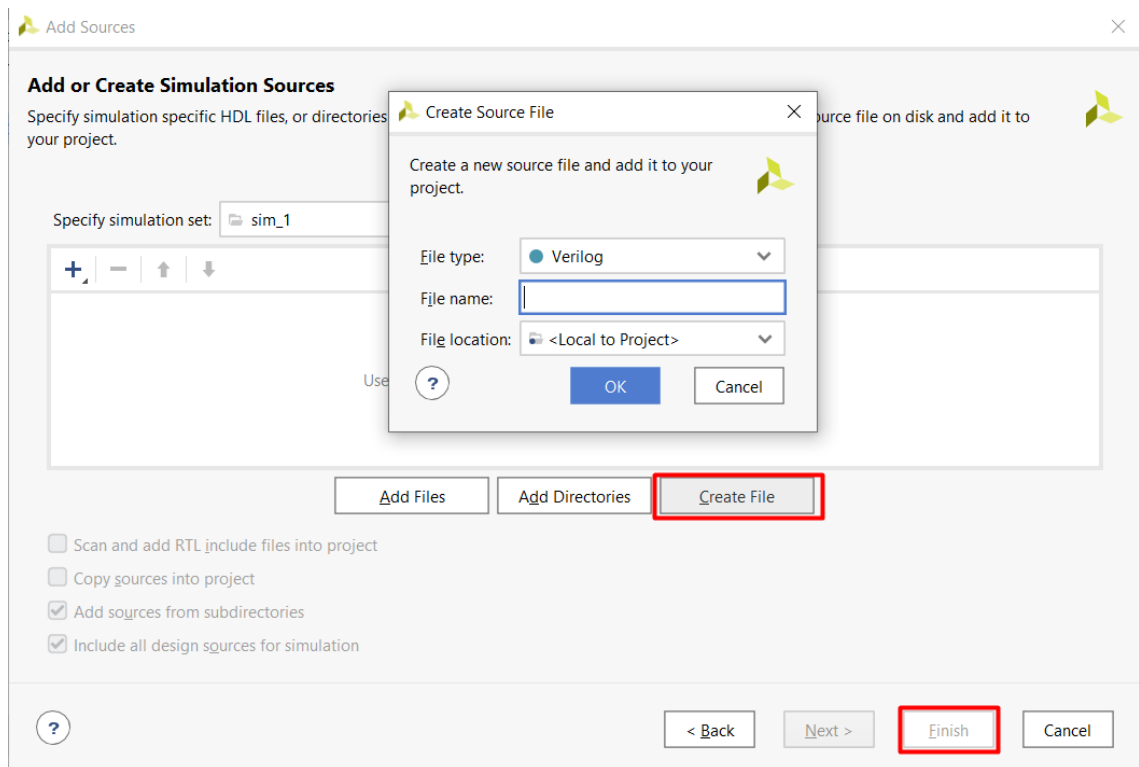 Add Sources
Add or Create Simulation Sources
Specify simulation specific HDL files, or directories
urce file on disk and add it to
your project.
Create Source File
Create a new source file and add it to your
project.
Specify simulation set: sim_1
File type: Verilog
File name:
File location: <Local to Project>
Use
?
OK
Cancel
Add Files
Add Directories
Create File
Scan and add RTL include files into project
Copy sources into project
Add sources from subdirectories
Include all design sources for simulation
?
< Back
Next >
Finish
Cancel